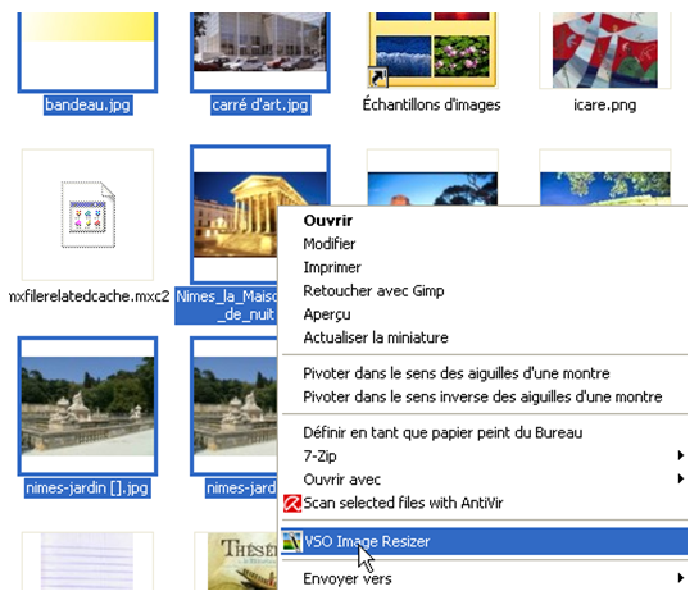 bandeau.jpg
carré d'art.jpg
Échantillons d'images
icare.png
mxfilerelatedcache.mxc2
Nimes_la_Maiso
_de_nuit
nimes-jardin [].jpg
nimes-jard
Ouvrir
Modifier
Imprimer
Retoucher avec Gimp
Aperçu
Actualiser la miniature
Pivoter dans le sens des aiguilles d'une montre
Pivoter dans le sens inverse des aiguilles d'une montre
Définir en tant que papier peint du Bureau
7-Zip
Ouvrir avec
Scan selected files with AntiVir
VSO Image Resizer
Envoyer vers
THÉSÉ